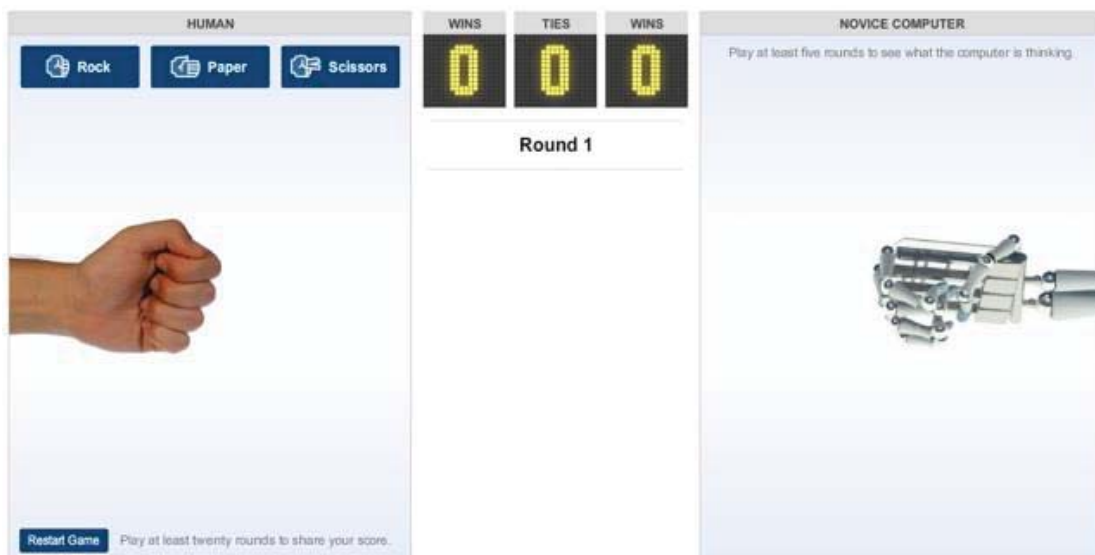 HUMAN
Rock
Paper
Scissors
Restart Game
Play at least twenty rounds to share your score.
WINS
TIES
WINS
0
0
0
Round 1
NOVICE COMPUTER
Play at least five rounds to see what the computer is thinking.